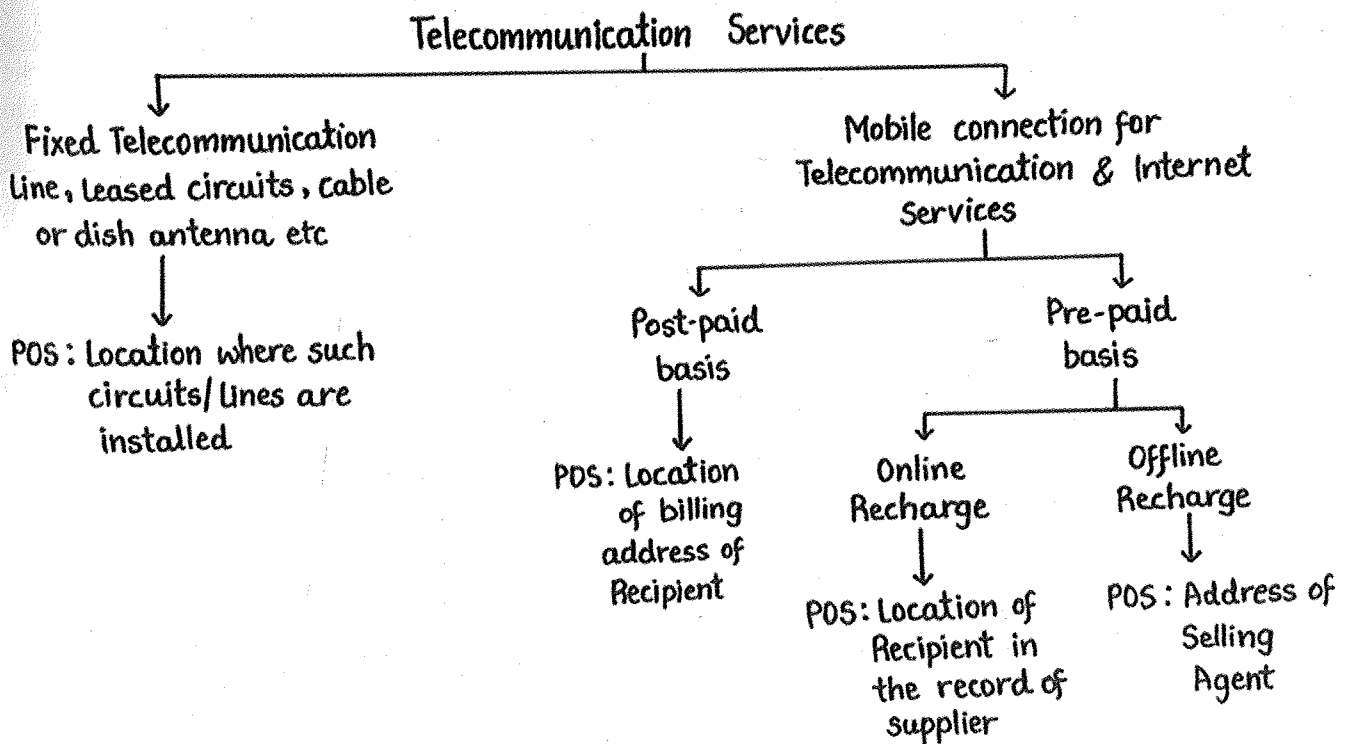 Telecommunication Services
Fixed Telecommunication
line, leased circuits, cable
or dish antenna etc
POS: Location where such
circuits/lines are
installed
Mobile connection for
Telecommunication & Internet
Services
Post-paid
basis
POS: Location
of billing
address of
Recipient
Pre-paid
basis
Online
Recharge
POS: Location of
Recipient in
the record of
supplier
Offline
Recharge
POS: Address of
Selling
Agent